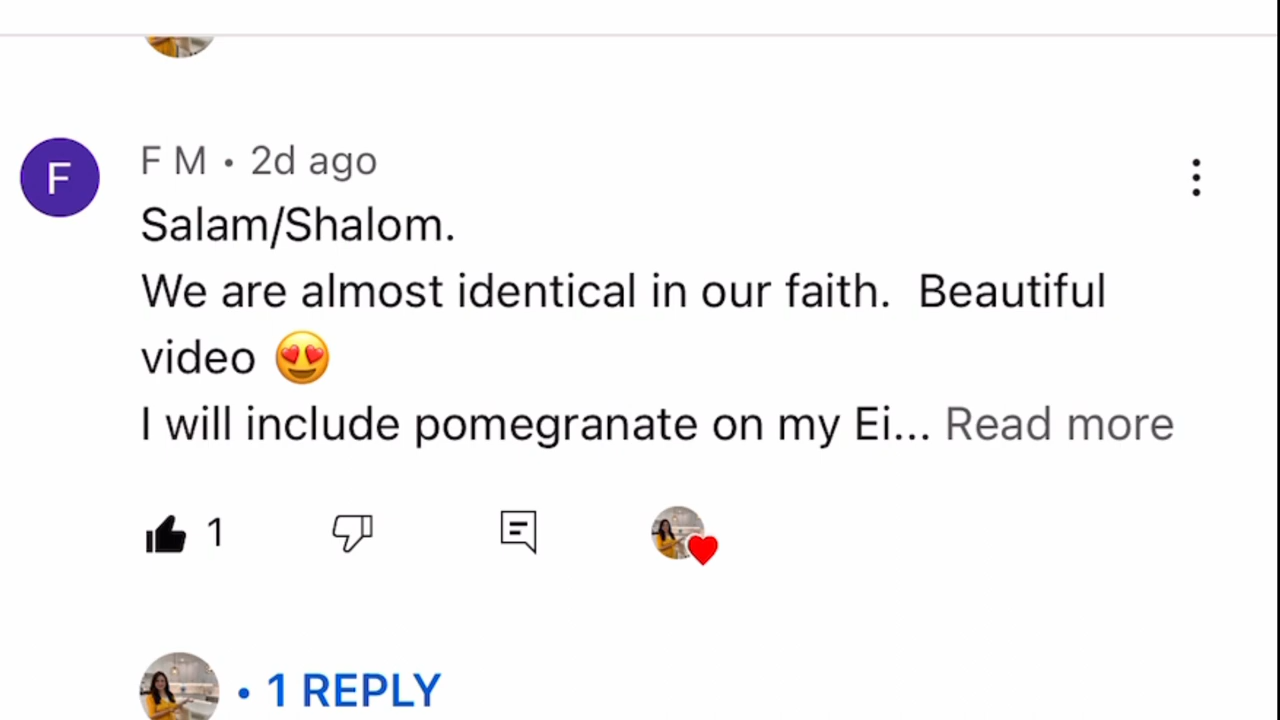 F
F M • 2d ago
Salam/Shalom.
We are almost identical in our faith.  Beautiful
video 😍
I will include pomegranate on my Ei... Read more
1
• 1 REPLY